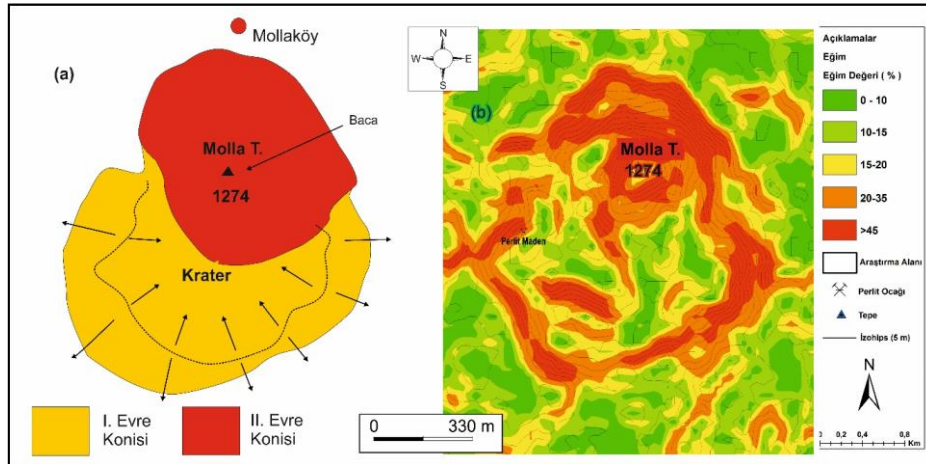 (a)
Mollaköy
Baca
Molla T.
1274
Krater
I. Evre
Konisi
II. Evre
Konisi
N
W
E
S
0
330 m
(b)
Molla T.
1274
Perlit Maden
Açıklamalar
Eğim
Eğim Değeri ( % )
0 - 10
10-15
15-20
20-35
>45
Araştırma Alanı
Perlit Ocağı
Tepe
İzohips (5 m)
N
0 0,2 0,4 0,8
Km